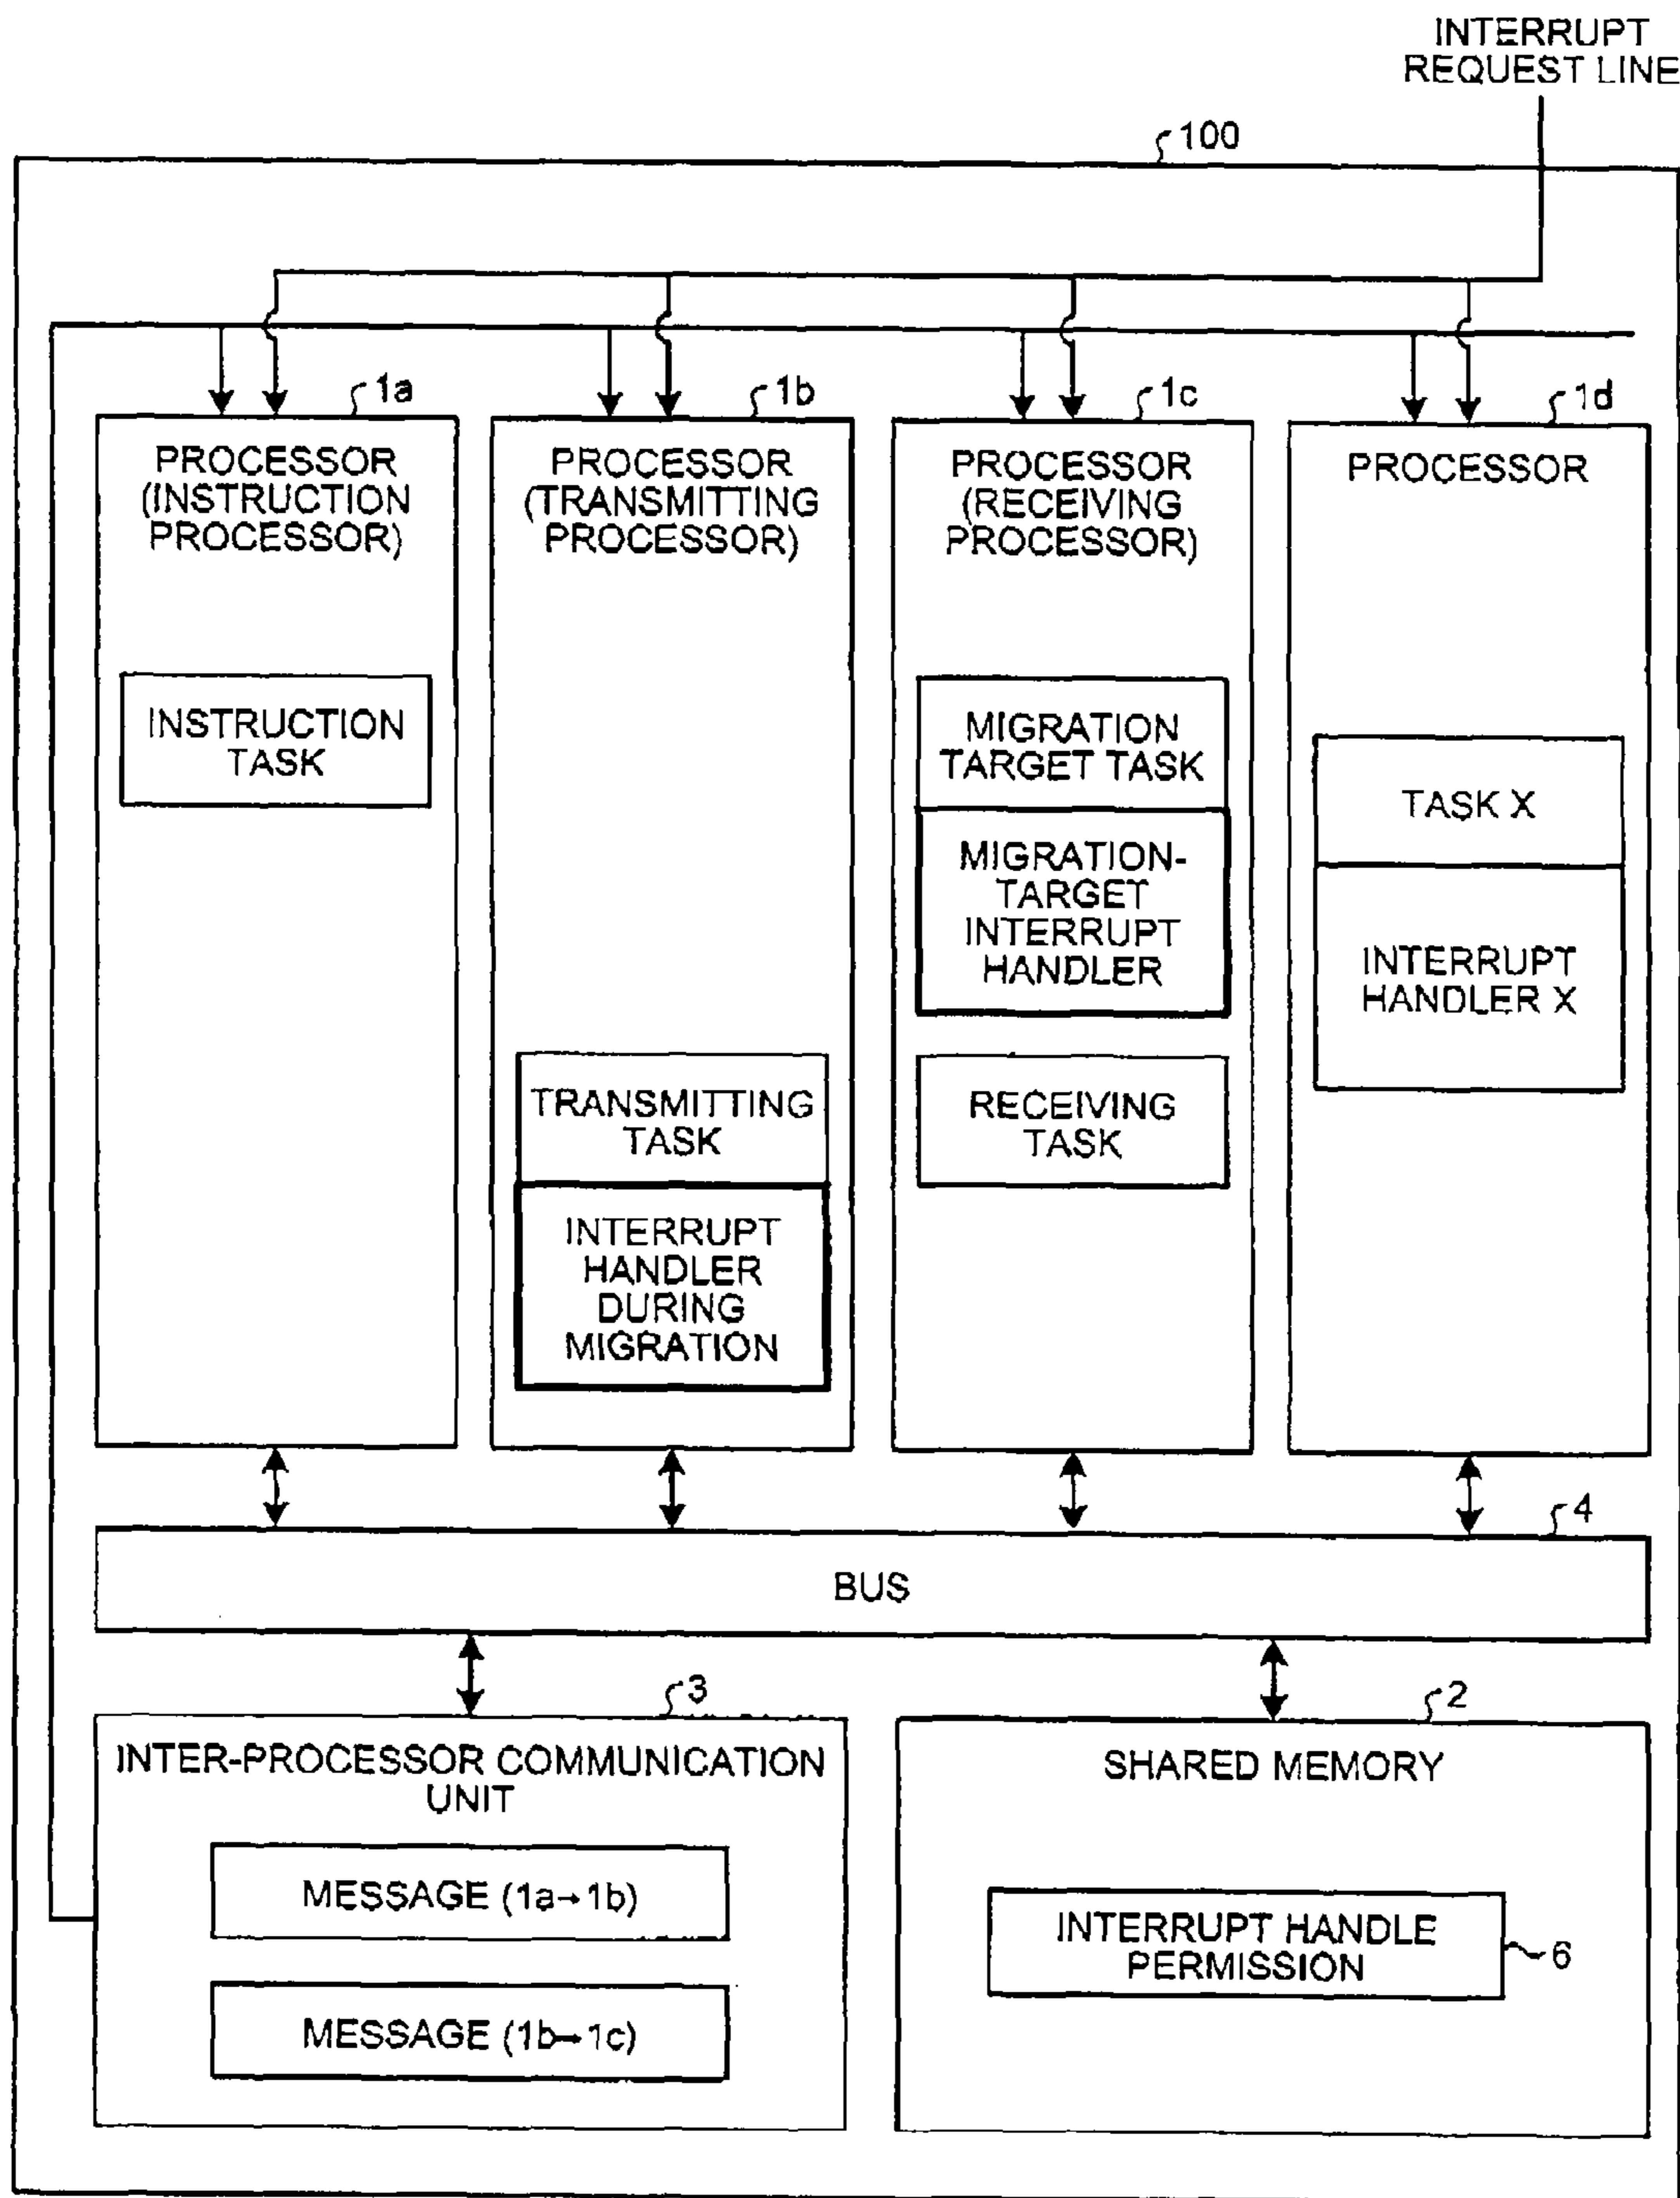 INTERRUPT
REQUEST LINE
100
1a
1b
1c
1d
PROCESSOR
(INSTRUCTION
PROCESSOR)
PROCESSOR
(TRANSMITTING
PROCESSOR)
PROCESSOR
(RECEIVING
PROCESSOR)
PROCESSOR
INSTRUCTION
TASK
MIGRATION
TARGET TASK
TASK X
MIGRATION-
TARGET
INTERRUPT
HANDLER
INTERRUPT
HANDLER X
TRANSMITTING
TASK
RECEIVING
TASK
INTERRUPT
HANDLER
DURING
MIGRATION
4
BUS
3
2
INTER-PROCESSOR COMMUNICATION
UNIT
SHARED MEMORY
MESSAGE (1a→1b)
MESSAGE (1b→1c)
INTERRUPT HANDLE
PERMISSION
6